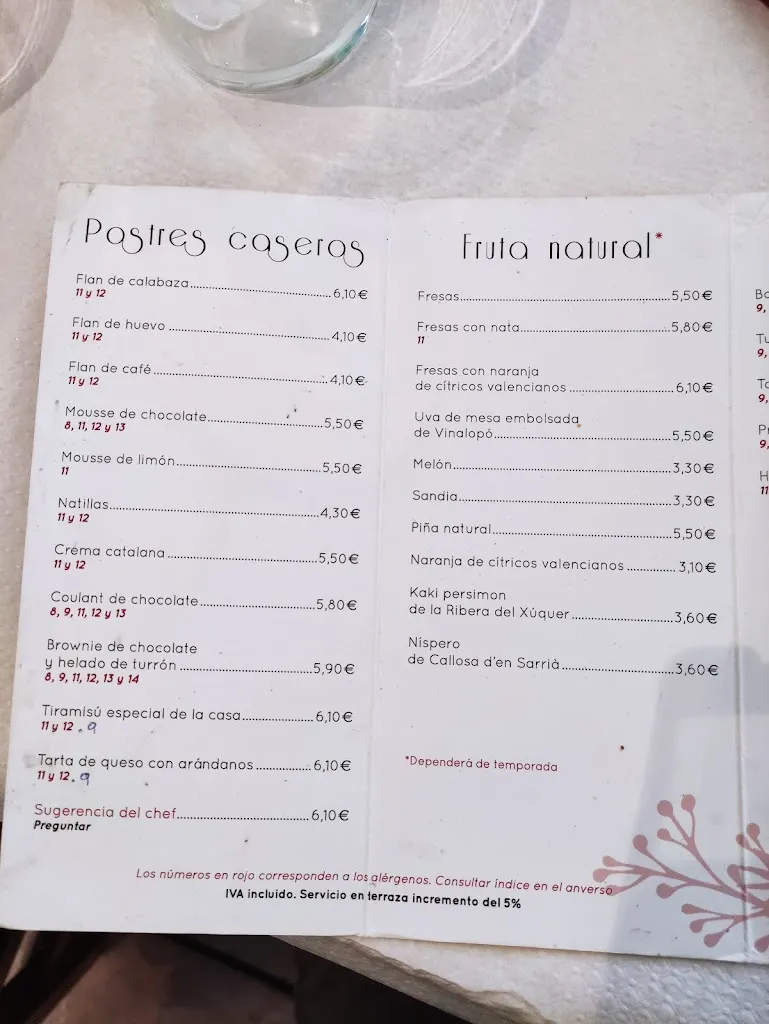 Postres caseros
Flan de calabaza 6,10€
11 y 12
Flan de huevo 4,10€
11 y 12
Flan de café 4,10€
11 y 12
Mousse de chocolate 5,50€
8, 11, 12 y 13
Mousse de limón 5,50€
11
Natillas 4,30€
11 y 12
Crema catalana 5,50€
11 y 12
Coulant de chocolate 5,80€
8, 9, 11, 12 y 13
Brownie de chocolate
y helado de turrón 5,90€
8, 9, 11, 12, 13 y 14
Tiramisú especial de la casa 6,10€
11 y 12 . 9
Tarta de queso con arándanos 6,10€
11 y 12 . 9
Sugerencia del chef 6,10€
Preguntar
Fruta natural*
Fresas 5,50€
Fresas con nata 5,80€
11
Fresas con naranja
de cítricos valencianos 6,10€
Uva de mesa embolsada
de Vinalopó 5,50€
Melón 3,30€
Sandia 3,30€
Piña natural 5,50€
Naranja de cítricos valencianos 3,10€
Kaki persimon
de la Ribera del Xúquer 3,60€
Níspero
de Callosa d'en Sarrià 3,60€
*Dependerá de temporada
Los números en rojo corresponden a los alérgenos. Consultar índice en el anverso
IVA incluido. Servicio en terraza incremento del 5%